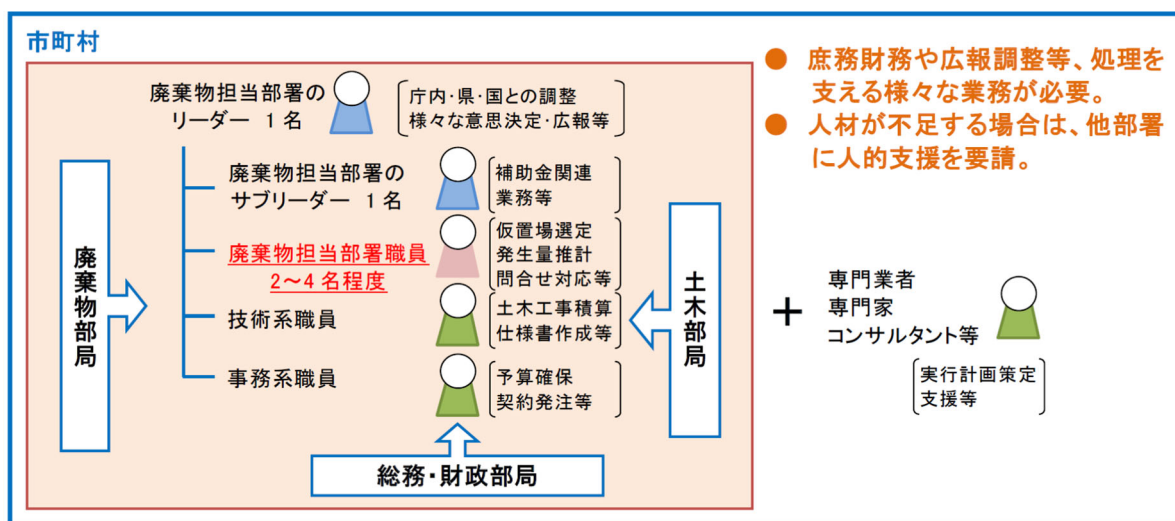 市町村
廃棄物担当部署の
リーダー 1名
庁内・県・国との調整
様々な意思決定・広報等
廃棄物担当部署の
サブリーダー 1名
補助金関連
業務等
廃棄物担当部署職員
2～4名程度
仮置場選定
発生量推計
問合せ対応等
技術系職員
土木工事積算
仕様書作成等
事務系職員
予算確保
契約発注等
廃棄物部局
土木部局
総務・財政部局
● 庶務財務や広報調整等、処理を
支える様々な業務が必要。
● 人材が不足する場合は、他部署
に人的支援を要請。
＋
専門業者
専門家
コンサルタント等
実行計画策定
支援等